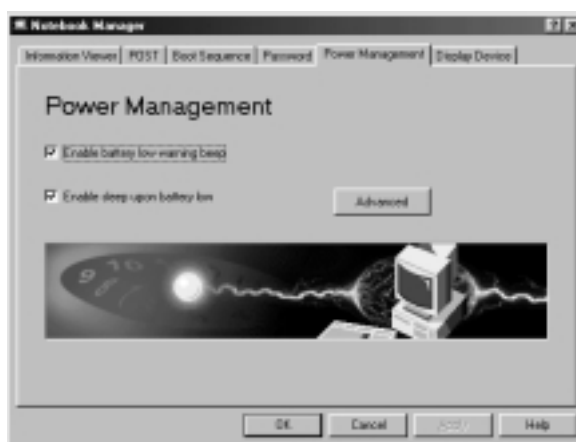 Notebook Manager
Information Viewer POST Boot Sequence Password Power Management Display Device
Power Management
Enable battery low warning beep
Enable sleep upon battery low
Advanced
OK Cancel Apply Help